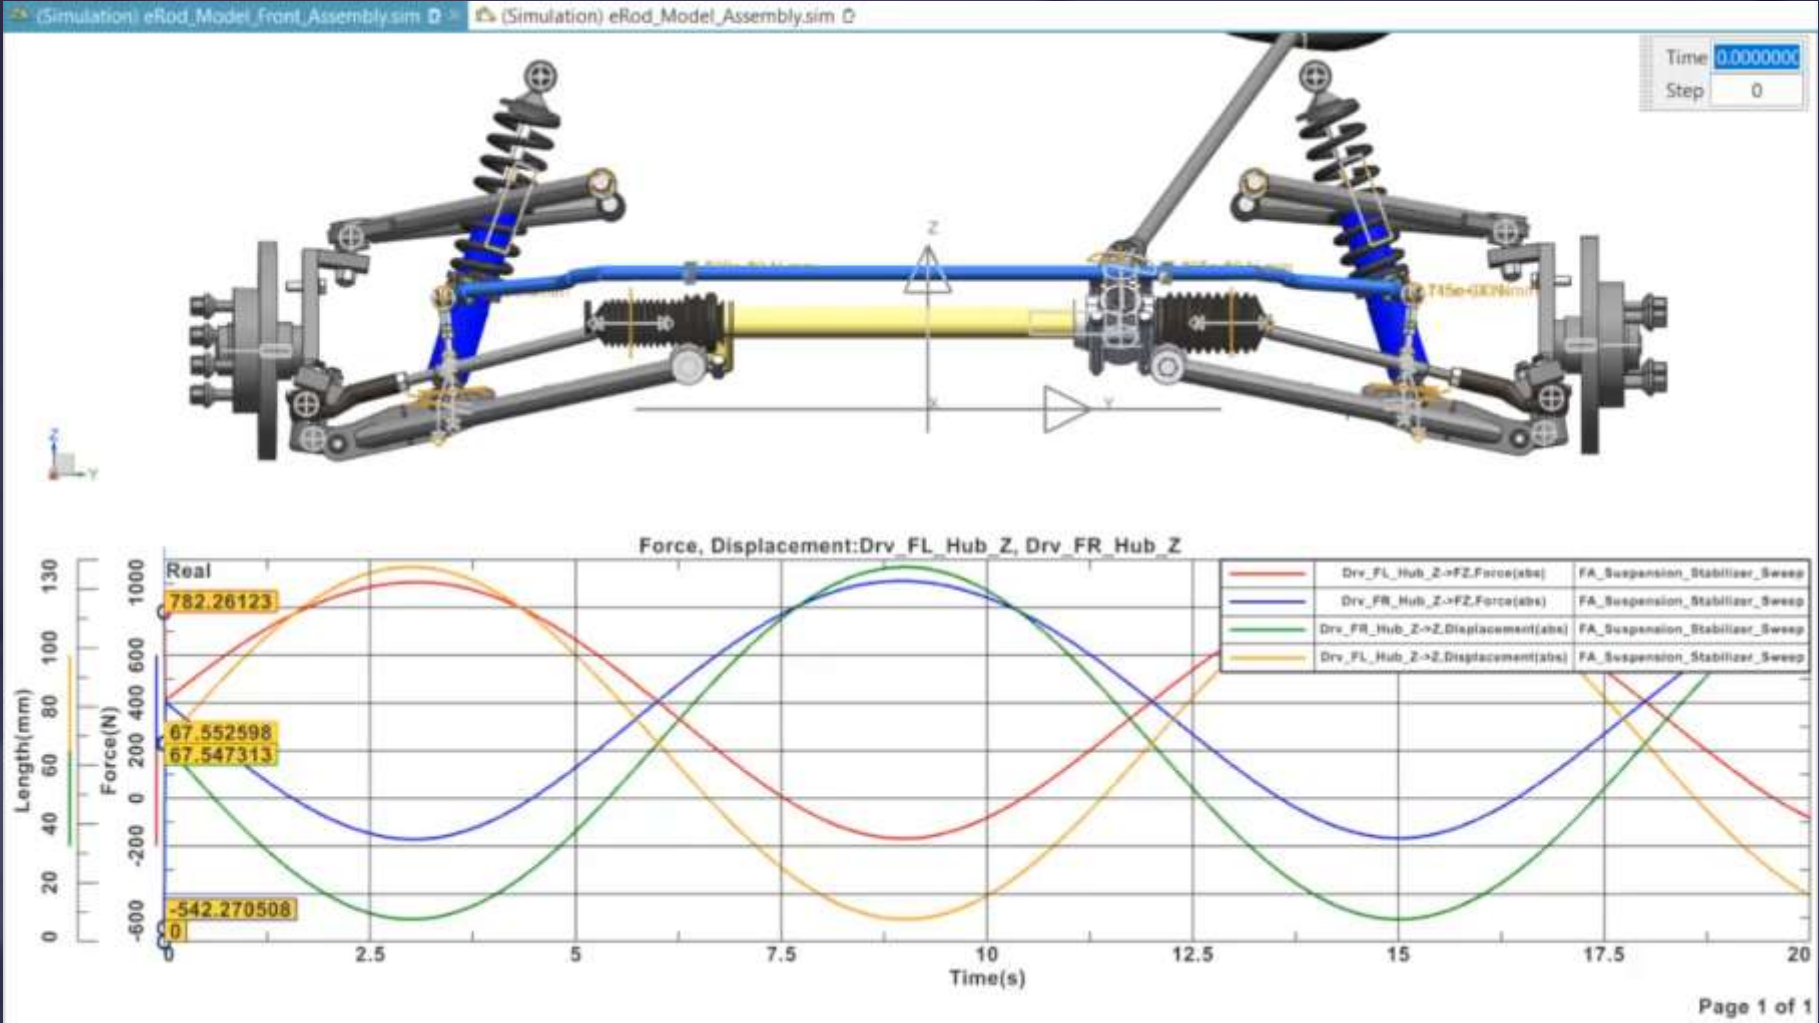 (Simulation) eRod_Model_Front_Assembly.sim
(Simulation) eRod_Model_Assembly.sim
Time 0.0000000
Step 0
Z
Y
X
Z
Y
Force, Displacement:Drv_FL_Hub_Z, Drv_FR_Hub_Z
Real
782.26123
67.552598
67.547313
-542.270508
0
Drv_FL_Hub_Z->FZ,Force(abs) FA_Suspension_Stabilizer_Sweep
Drv_FR_Hub_Z->FZ,Force(abs) FA_Suspension_Stabilizer_Sweep
Drv_FR_Hub_Z->Z,Displacement(abs) FA_Suspension_Stabilizer_Sweep
Drv_FL_Hub_Z->Z,Displacement(abs) FA_Suspension_Stabilizer_Sweep
Length(mm)
130
100
80
60
40
20
0
Force(N)
1000
600
400
200
0
-200
-600
0 2.5 5 7.5 10 12.5 15 17.5 20
Time(s)
Page 1 of 1